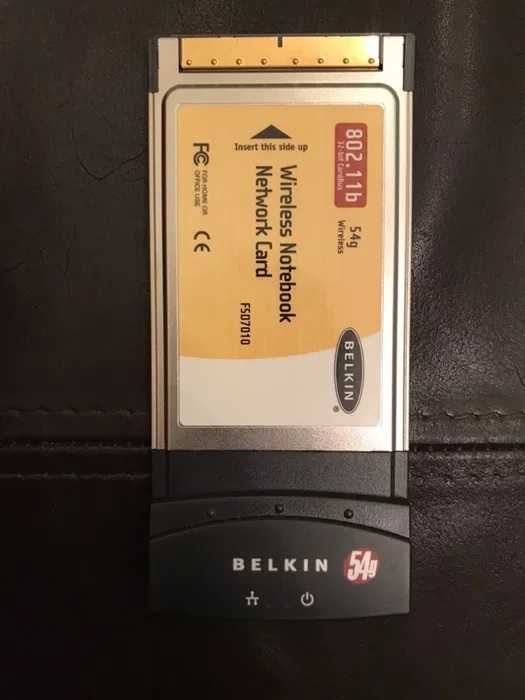 802.11b
32-bit CardBus
54g
Wireless
Insert this side up
Wireless Notebook
Network Card
F5D7010
FC FOR HOME OR
OFFICE USE
CE
BELKIN
®
BELKIN
54g